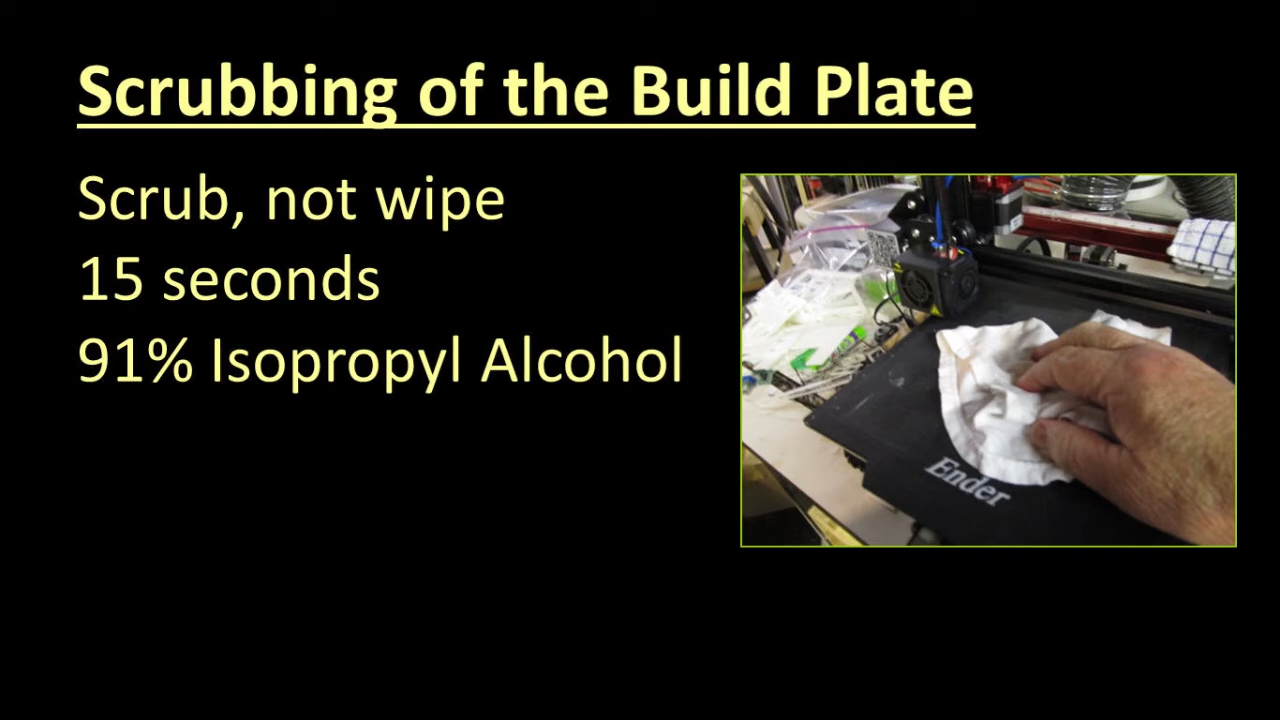 Scrubbing of the Build Plate
Scrub, not wipe
15 seconds
91% Isopropyl Alcohol
Ender